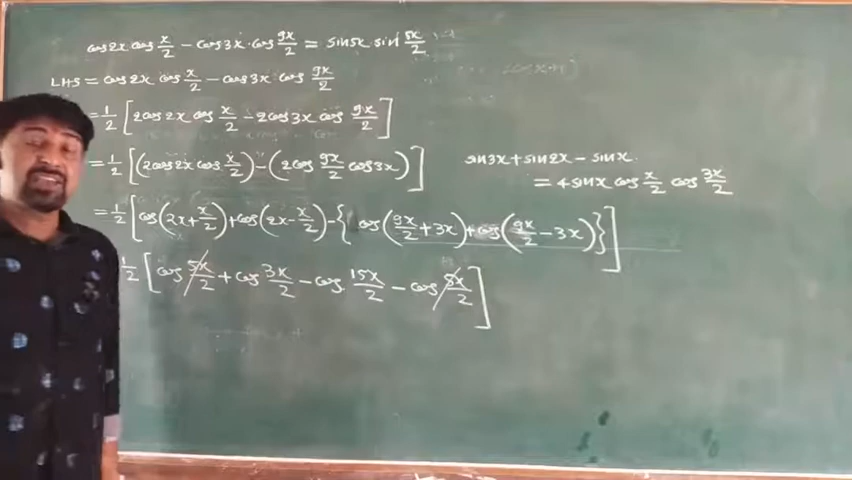 cos2x cos x/2 - cos3x·cos 9x/2 = sin5x sin 5x/2
LHS = cos2x cos x/2 - cos3x cos 9x/2
= 1/2 [2cos2x cos x/2 - 2cos3x cos 9x/2]
= 1/2 [(2cos2x cos x/2) - (2cos 9x/2 cos3x)]
= 1/2 [cos(2x + x/2) + cos(2x - x/2) - {cos(9x/2 + 3x) + cos(9x/2 - 3x)}]
1/2 [cos 5x/2 + cos 3x/2 - cos 15x/2 - cos 3x/2]
sin3x + sin2x - sinx
= 4sinx cos x/2 cos 3x/2